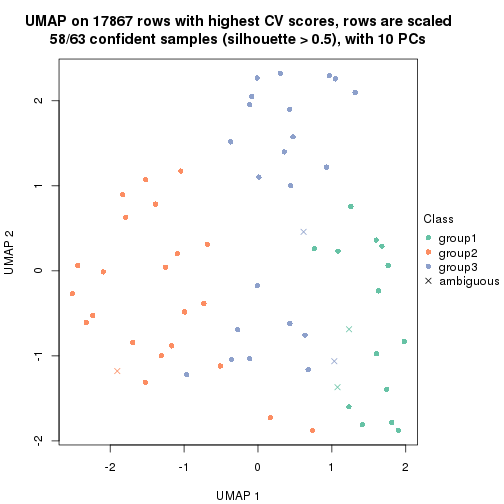 UMAP on 17867 rows with highest CV scores, rows are scaled
58/63 confident samples (silhouette > 0.5), with 10 PCs
UMAP 2
2
1
0
-1
-2
-2
-1
0
1
2
UMAP 1
Class
group1
group2
group3
ambiguous